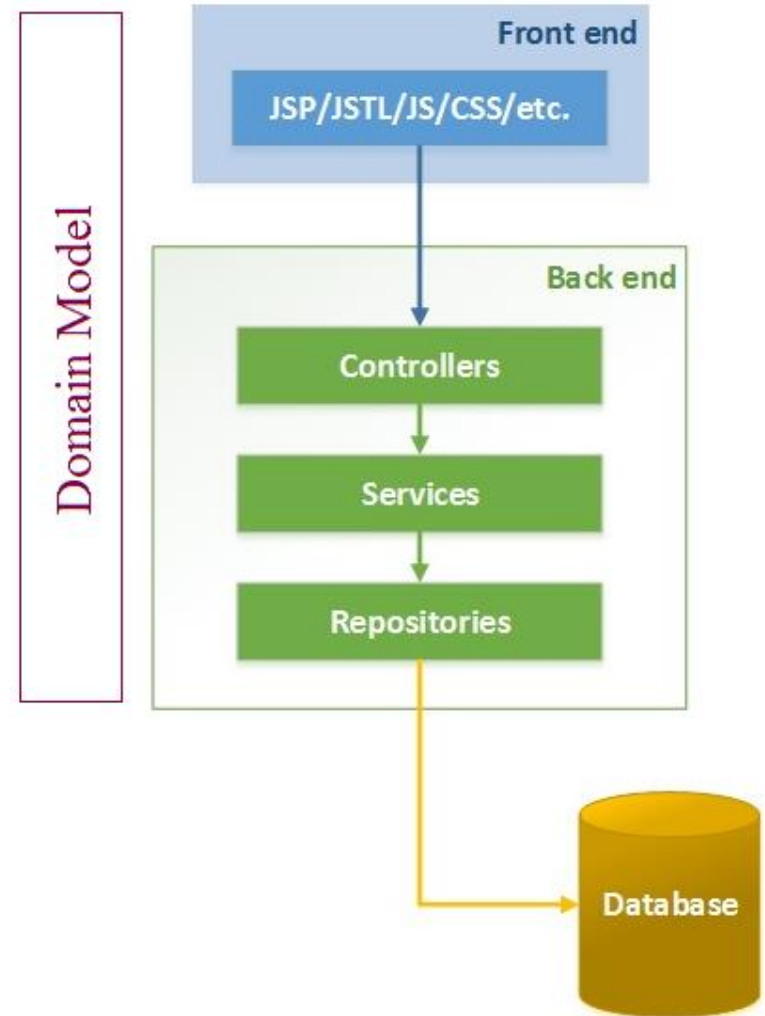 Domain Model
Front end
JSP/JSTL/JS/CSS/etc.
Back end
Controllers
Services
Repositories
Database